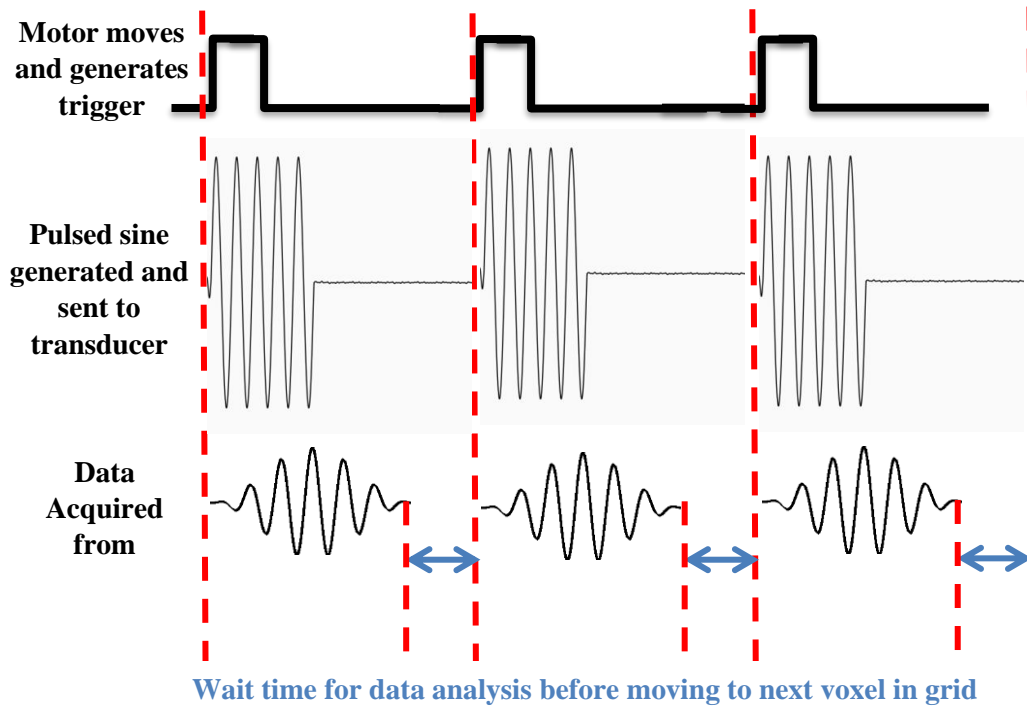 Motor moves
and generates
trigger
Pulsed sine
generated and
sent to
transducer
Data
Acquired
from
Wait time for data analysis before moving to next voxel in grid